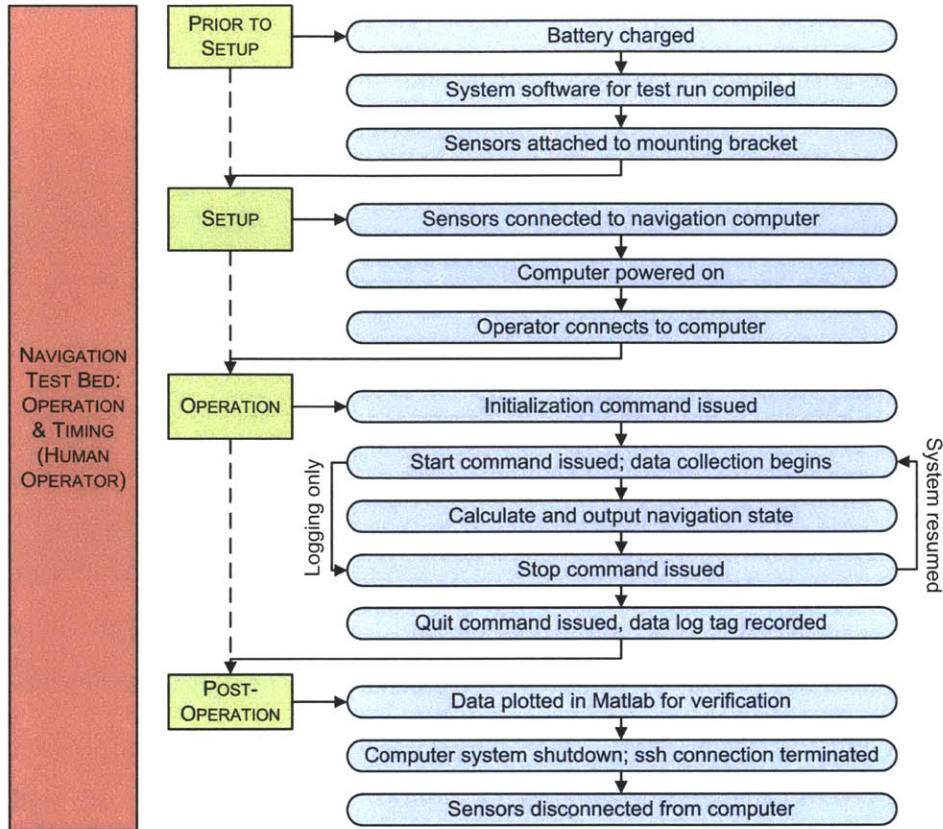 NAVIGATION
TEST BED:
OPERATION
& TIMING
(HUMAN
OPERATOR)
PRIOR TO
SETUP
Battery charged
System software for test run compiled
Sensors attached to mounting bracket
SETUP
Sensors connected to navigation computer
Computer powered on
Operator connects to computer
OPERATION
Initialization command issued
Start command issued; data collection begins
Logging only
System resumed
Calculate and output navigation state
Stop command issued
Quit command issued, data log tag recorded
POST-
OPERATION
Data plotted in Matlab for verification
Computer system shutdown; ssh connection terminated
Sensors disconnected from computer